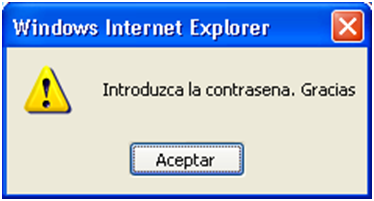 Windows Internet Explorer
Introduzca la contrasena. Gracias
Aceptar